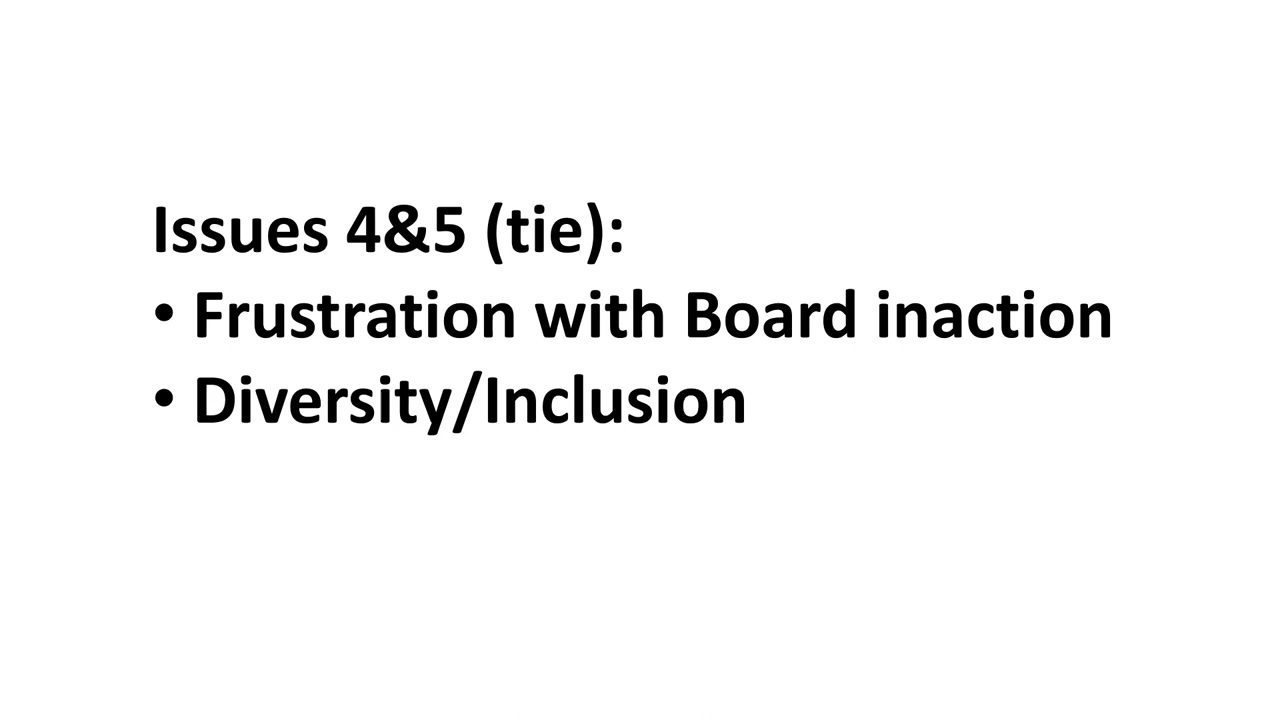 Issues 4&5 (tie):
• Frustration with Board inaction
• Diversity/Inclusion